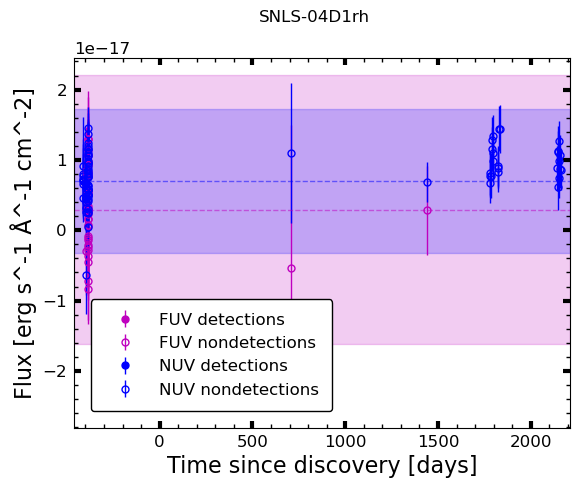 SNLS-04D1rh
1e−17
Flux [erg s^-1 Å^-1 cm^-2]
2
1
0
−1
−2
FUV detections
FUV nondetections
NUV detections
NUV nondetections
0
500
1000
1500
2000
Time since discovery [days]